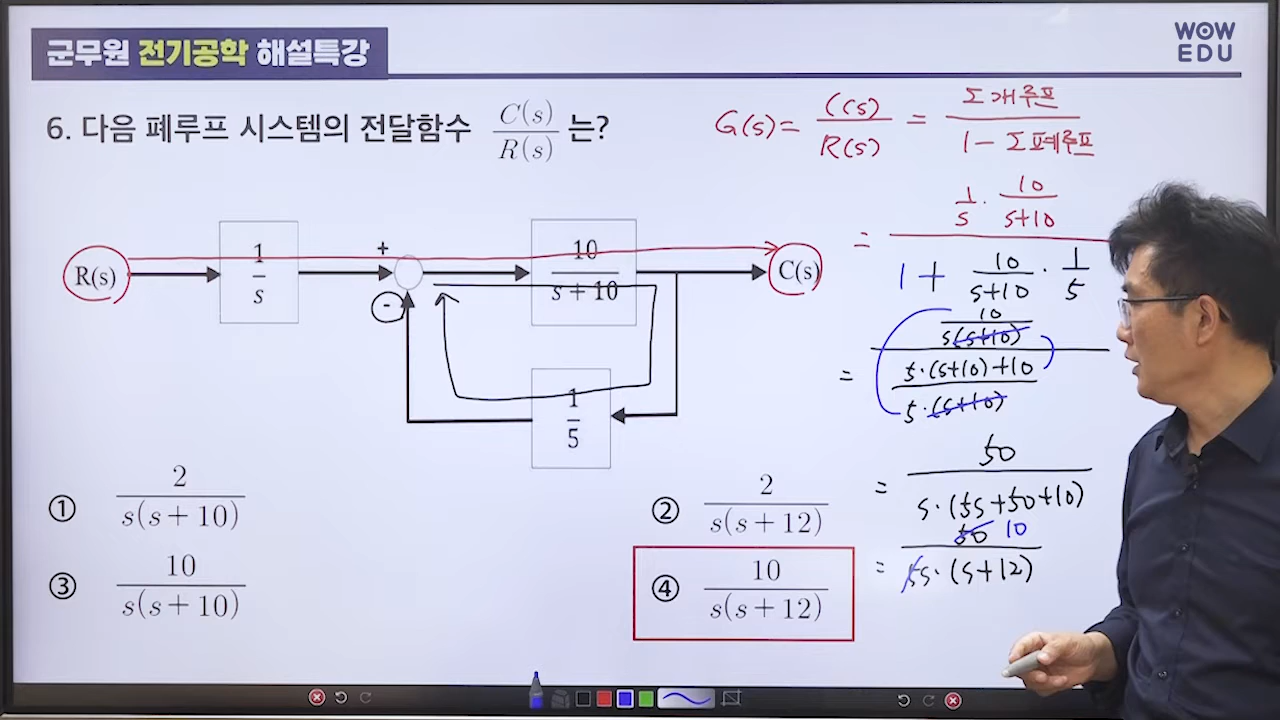 군무원 전기공학 해설특강
WOW
EDU
6. 다음 폐루프 시스템의 전달함수 C(s)/R(s) 는?
G(s) = C(s)/R(s) = Σ개루프/1 - Σ폐루프
= 1/s · 10/s+10
1 + 10/s+10 · 1/5
R(s)
1/s
+
-
10/s + 10
C(s)
1/5
= 10/s(s+10)
5·(s+10)+10/5·(s+10)
= 50/s·(5s+50+10)
= 50 10/5s·(s+12)
① 2/s(s + 10)
② 2/s(s + 12)
③ 10/s(s + 10)
④ 10/s(s + 12)